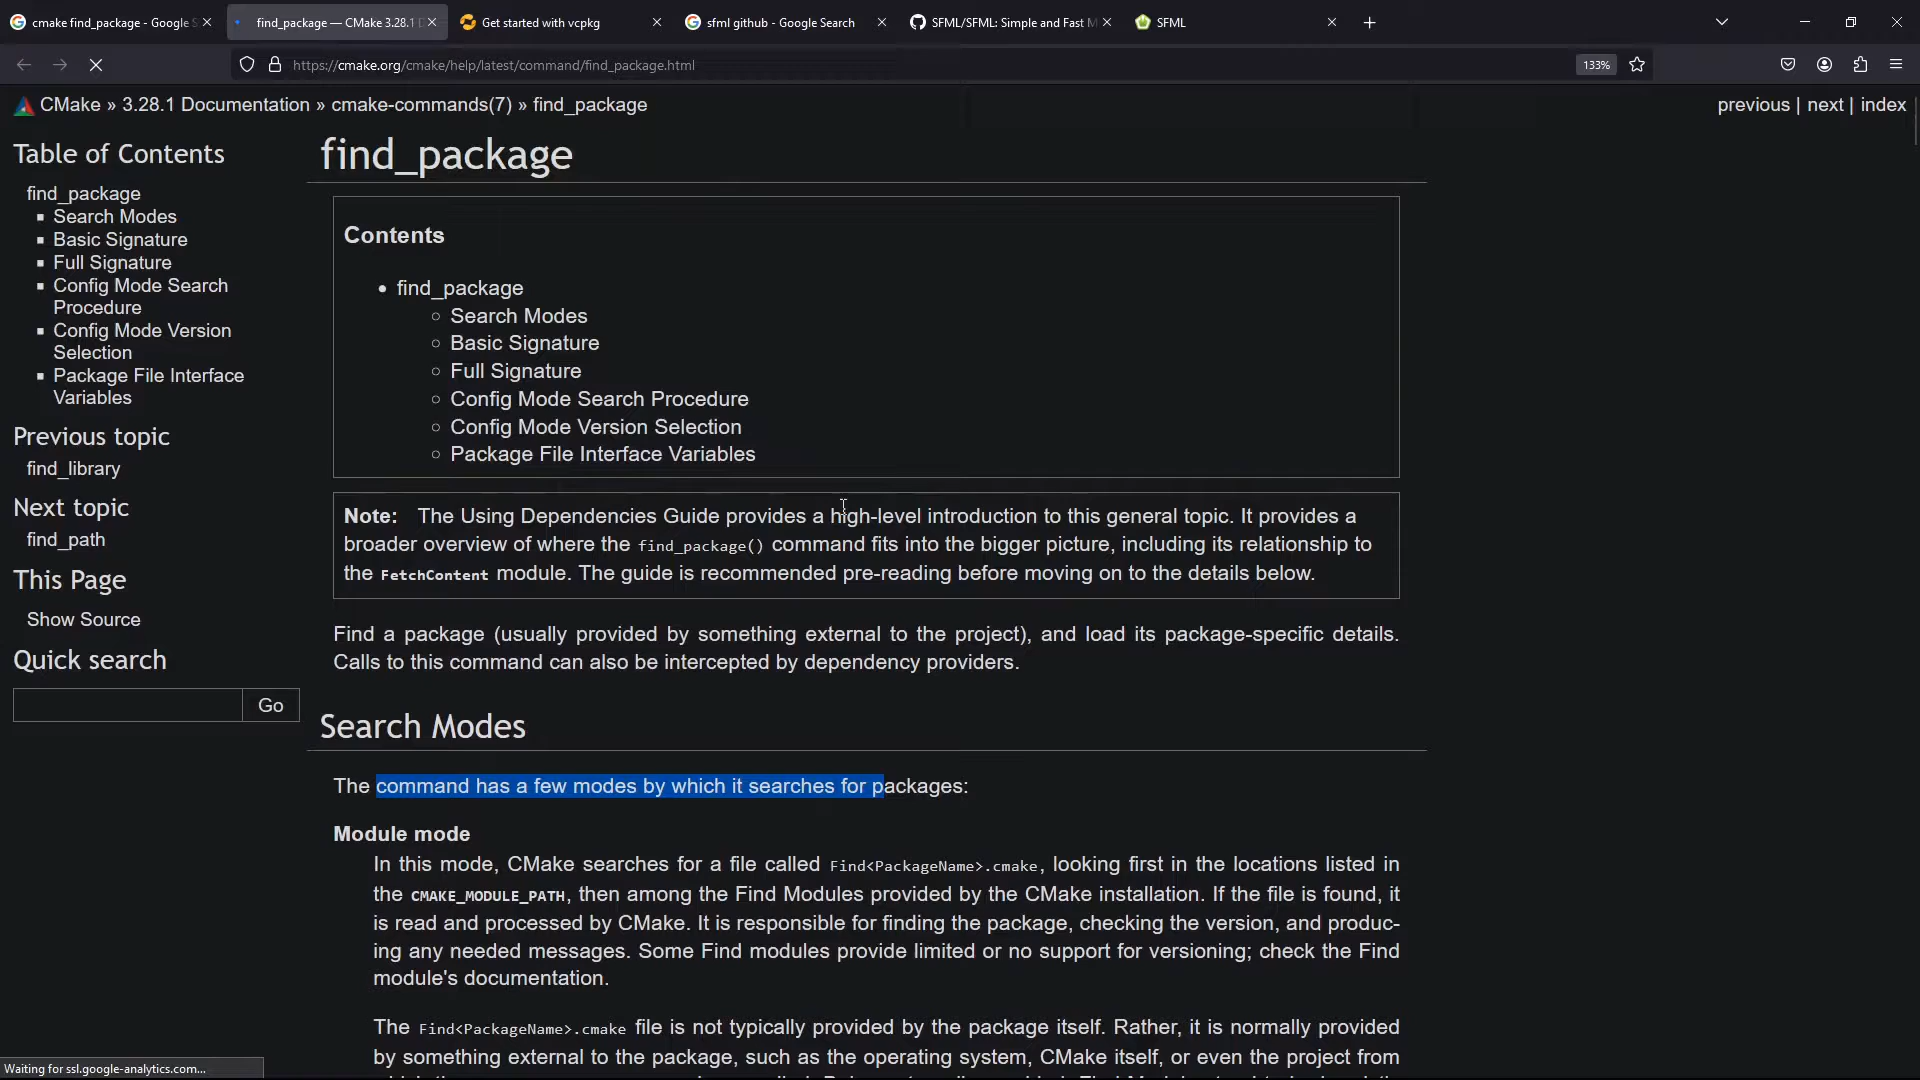 cmake find_package - Google S
find_package — CMake 3.28.1 D
Get started with vcpkg
sfml github - Google Search
SFML/SFML: Simple and Fast M
SFML
https://cmake.org/cmake/help/latest/command/find_package.html
133%
CMake » 3.28.1 Documentation » cmake-commands(7) » find_package
previous | next | index
Table of Contents
find_package
Search Modes
Basic Signature
Full Signature
Config Mode Search
Procedure
Config Mode Version
Selection
Package File Interface
Variables
Previous topic
find_library
Next topic
find_path
This Page
Show Source
Quick search
Go
find_package
Contents
• find_package
○ Search Modes
○ Basic Signature
○ Full Signature
○ Config Mode Search Procedure
○ Config Mode Version Selection
○ Package File Interface Variables
Note: The Using Dependencies Guide provides a high-level introduction to this general topic. It provides a
broader overview of where the find_package() command fits into the bigger picture, including its relationship to
the FetchContent module. The guide is recommended pre-reading before moving on to the details below.
Find a package (usually provided by something external to the project), and load its package-specific details.
Calls to this command can also be intercepted by dependency providers.
Search Modes
The command has a few modes by which it searches for packages:
Module mode
In this mode, CMake searches for a file called Find<PackageName>.cmake, looking first in the locations listed in
the CMAKE_MODULE_PATH, then among the Find Modules provided by the CMake installation. If the file is found, it
is read and processed by CMake. It is responsible for finding the package, checking the version, and produc-
ing any needed messages. Some Find modules provide limited or no support for versioning; check the Find
module's documentation.
The Find<PackageName>.cmake file is not typically provided by the package itself. Rather, it is normally provided
by something external to the package, such as the operating system, CMake itself, or even the project from
Waiting for ssl.google-analytics.com...